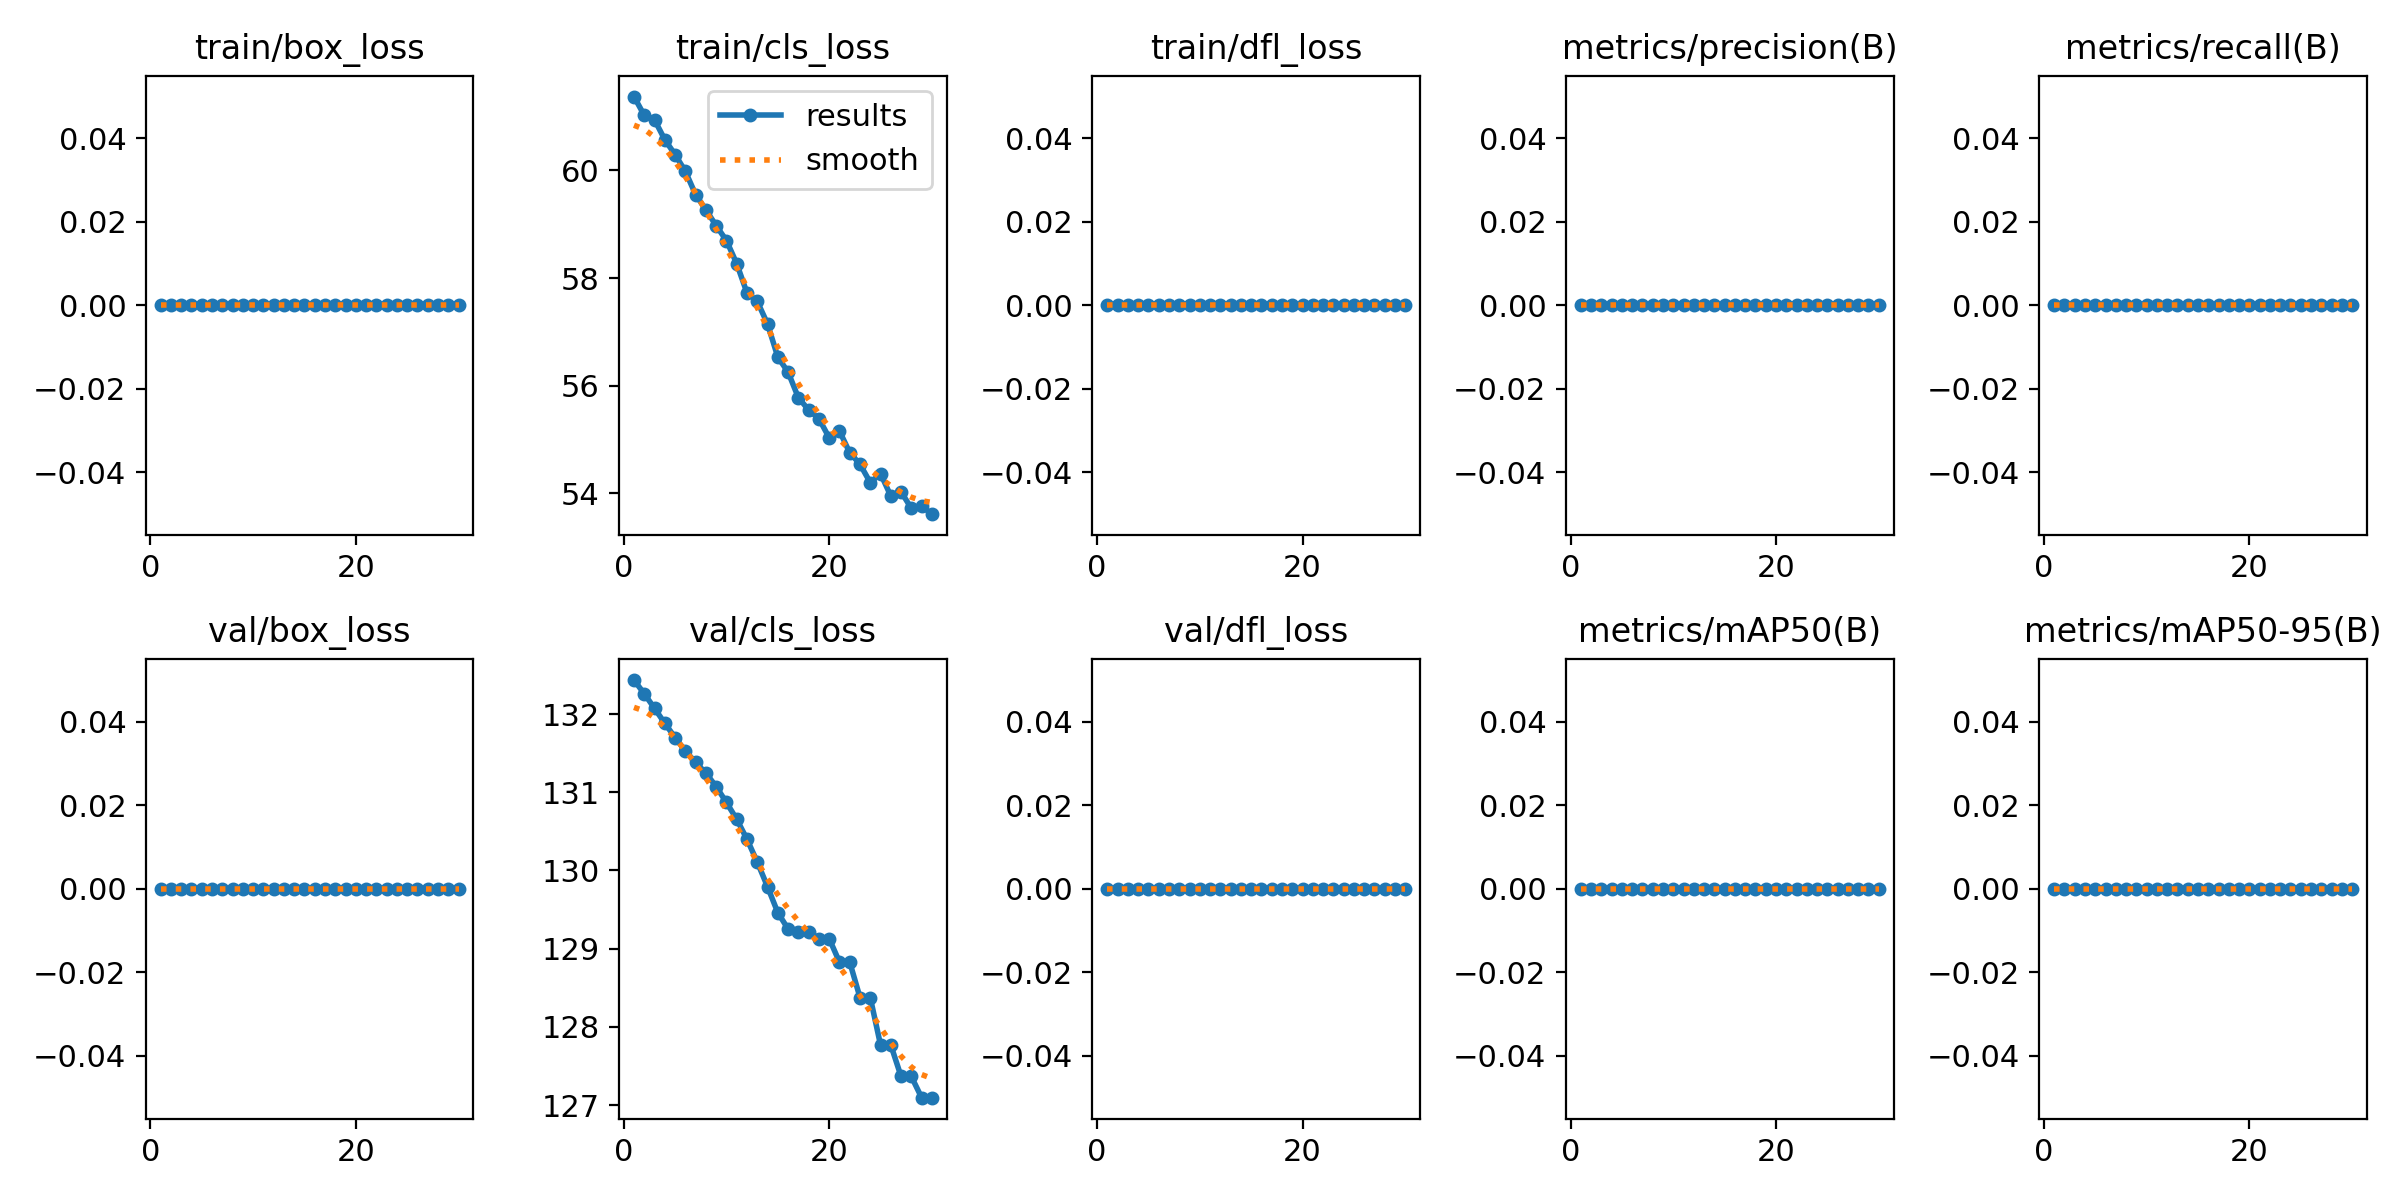 train/box_loss train/cls_loss train/dfl_loss metrics/precision(B) metrics/recall(B)
results
smooth
0.04 60 0.04 0.04 0.04
0.02 58 0.02 0.02 0.02
0.00 56 0.00 0.00 0.00
−0.02 54 −0.02 −0.02 −0.02
−0.04 −0.04 −0.04 −0.04
0 20 0 20 0 20 0 20 0 20
val/box_loss val/cls_loss val/dfl_loss metrics/mAP50(B) metrics/mAP50-95(B)
0.04 132 0.04 0.04 0.04
0.02 131 0.02 0.02 0.02
0.00 130 0.00 0.00 0.00
−0.02 129 −0.02 −0.02 −0.02
−0.04 128 −0.04 −0.04 −0.04
127
0 20 0 20 0 20 0 20 0 20